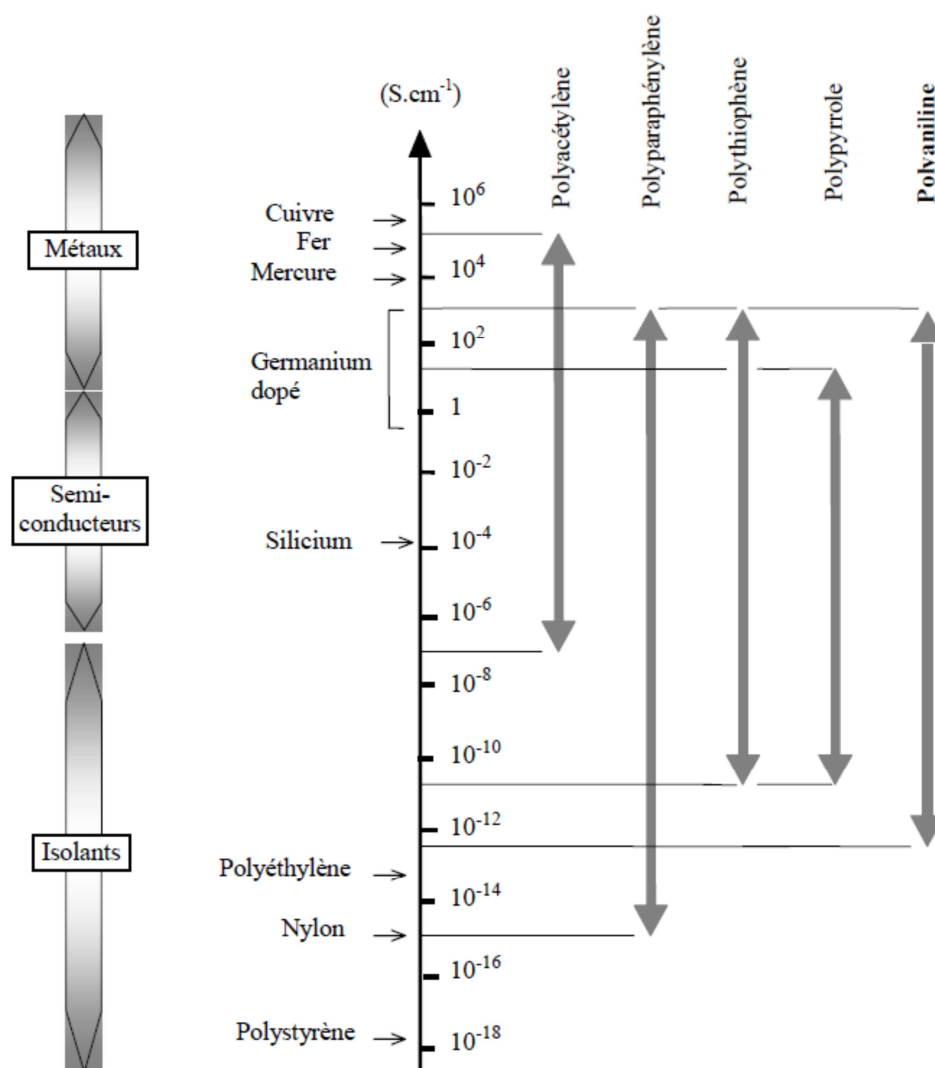 (S.cm⁻¹)
Polyacétylène
Polyparaphénylène
Polythiophène
Polypyrrole
Polyaniline
Métaux
Semi-
conducteurs
Isolants
Cuivre
Fer
Mercure
Germanium
dopé
Silicium
Polyéthylène
Nylon
Polystyrène
10⁶
10⁴
10²
1
10⁻²
10⁻⁴
10⁻⁶
10⁻⁸
10⁻¹⁰
10⁻¹²
10⁻¹⁴
10⁻¹⁶
10⁻¹⁸